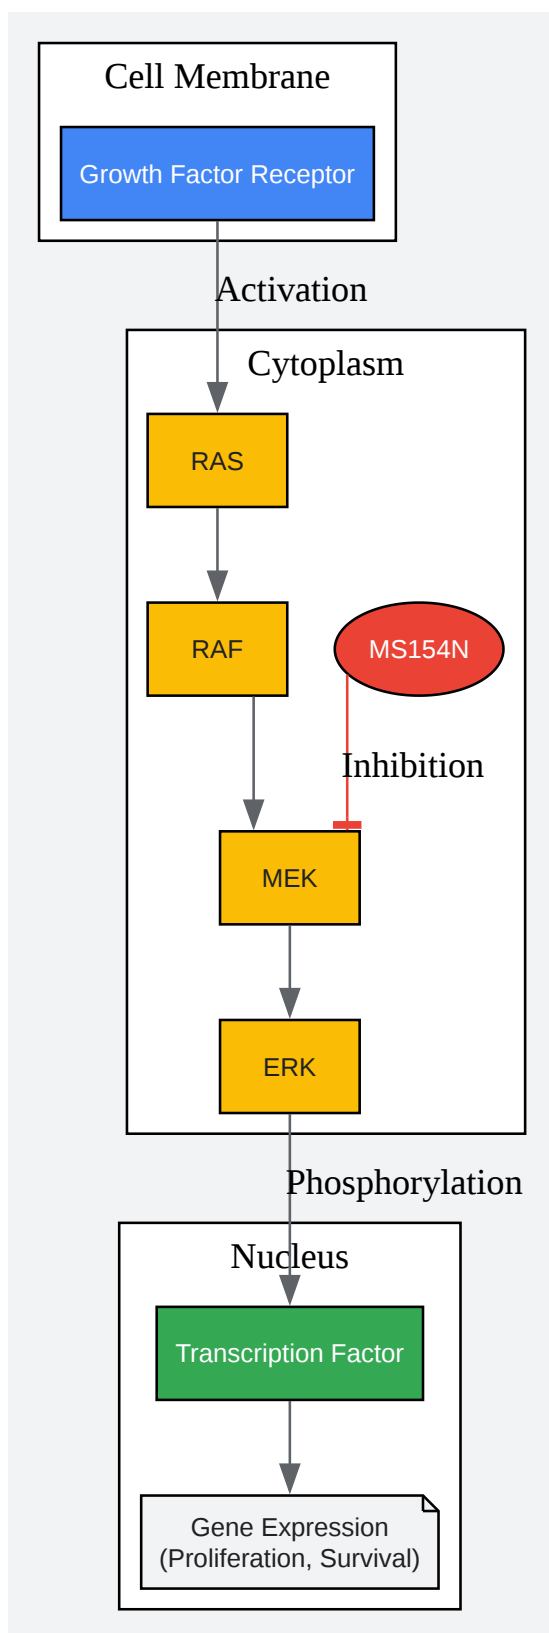 Cell Membrane
Growth Factor Receptor
Activation
Cytoplasm
RAS
RAF
MS154N
Inhibition
MEK
ERK
Phosphorylation
Nucleus
Transcription Factor
Gene Expression
(Proliferation, Survival)